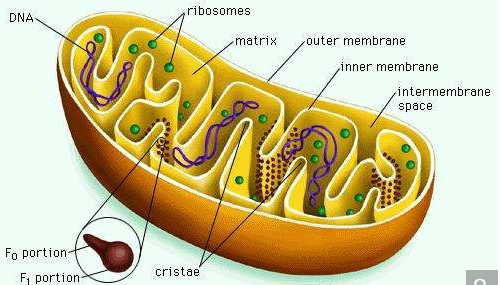 DNA
ribosomes
matrix
outer membrane
inner membrane
intermembrane
space
F₀ portion
F₁ portion
cristae